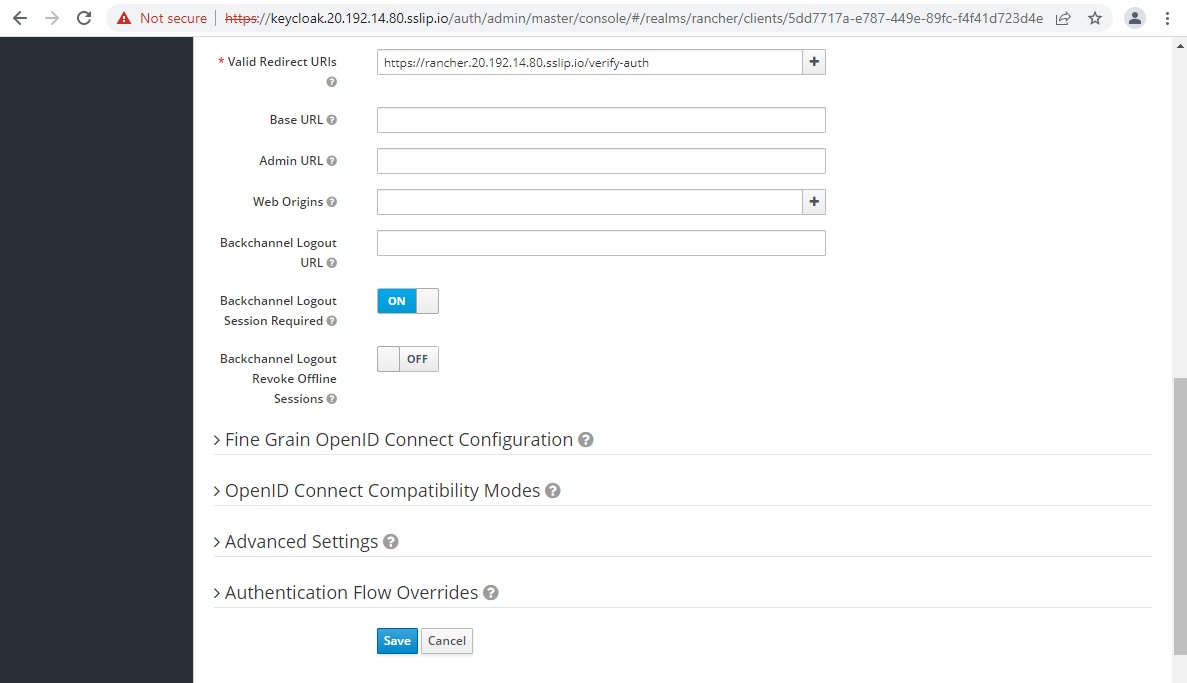 Not secure
https://keycloak.20.192.14.80.sslip.io/auth/admin/master/console/#/realms/rancher/clients/5dd7717a-e787-449e-89fc-f4f41d723d4e
* Valid Redirect URIs
https://rancher.20.192.14.80.sslip.io/verify-auth
Base URL
Admin URL
Web Origins
Backchannel Logout
URL
Backchannel Logout
Session Required
ON
Backchannel Logout
Revoke Offline
Sessions
OFF
Fine Grain OpenID Connect Configuration
OpenID Connect Compatibility Modes
Advanced Settings
Authentication Flow Overrides
Save Cancel